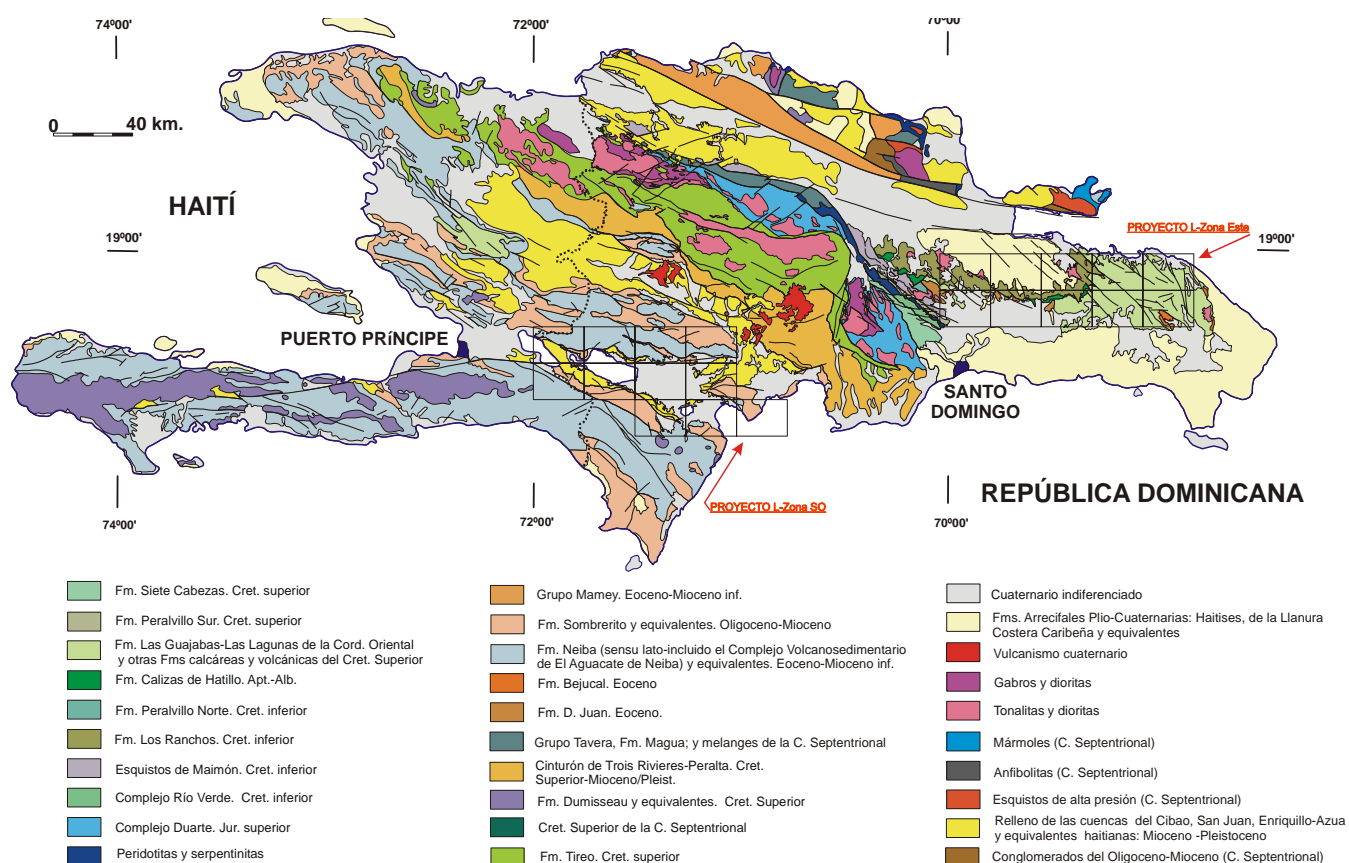 74º00'
72º00'
70º00'
0 40 km.
HAITÍ
19º00'
PROYECTO L-Zona Este
19º00'
PUERTO PRíNCIPE
SANTO
DOMINGO
REPÚBLICA DOMINICANA
PROYECTO L-Zona SO
74º00'
72º00'
70º00'
Fm. Siete Cabezas. Cret. superior
Fm. Peralvillo Sur. Cret. superior
Fm. Las Guajabas-Las Lagunas de la Cord. Oriental
y otras Fms calcáreas y volcánicas del Cret. Superior
Fm. Calizas de Hatillo. Apt.-Alb.
Fm. Peralvillo Norte. Cret. inferior
Fm. Los Ranchos. Cret. inferior
Esquistos de Maimón. Cret. inferior
Complejo Río Verde. Cret. inferior
Complejo Duarte. Jur. superior
Peridotitas y serpentinitas
Grupo Mamey. Eoceno-Mioceno inf.
Fm. Sombrerito y equivalentes. Oligoceno-Mioceno
Fm. Neiba (sensu lato-incluido el Complejo Volcanosedimentario
de El Aguacate de Neiba) y equivalentes. Eoceno-Mioceno inf.
Fm. Bejucal. Eoceno
Fm. D. Juan. Eoceno.
Grupo Tavera, Fm. Magua; y melanges de la C. Septentrional
Cinturón de Trois Rivieres-Peralta. Cret.
Superior-Mioceno/Pleist.
Fm. Dumisseau y equivalentes. Cret. Superior
Cret. Superior de la C. Septentrional
Fm. Tireo. Cret. superior
Cuaternario indiferenciado
Fms. Arrecifales Plio-Cuaternarias: Haitises, de la Llanura
Costera Caribeña y equivalentes
Vulcanismo cuaternario
Gabros y dioritas
Tonalitas y dioritas
Mármoles (C. Septentrional)
Anfibolitas (C. Septentrional)
Esquistos de alta presión (C. Septentrional)
Relleno de las cuencas del Cibao, San Juan, Enriquillo-Azua
y equivalentes haitianas: Mioceno -Pleistoceno
Conglomerados del Oligoceno-Mioceno (C. Septentrional)